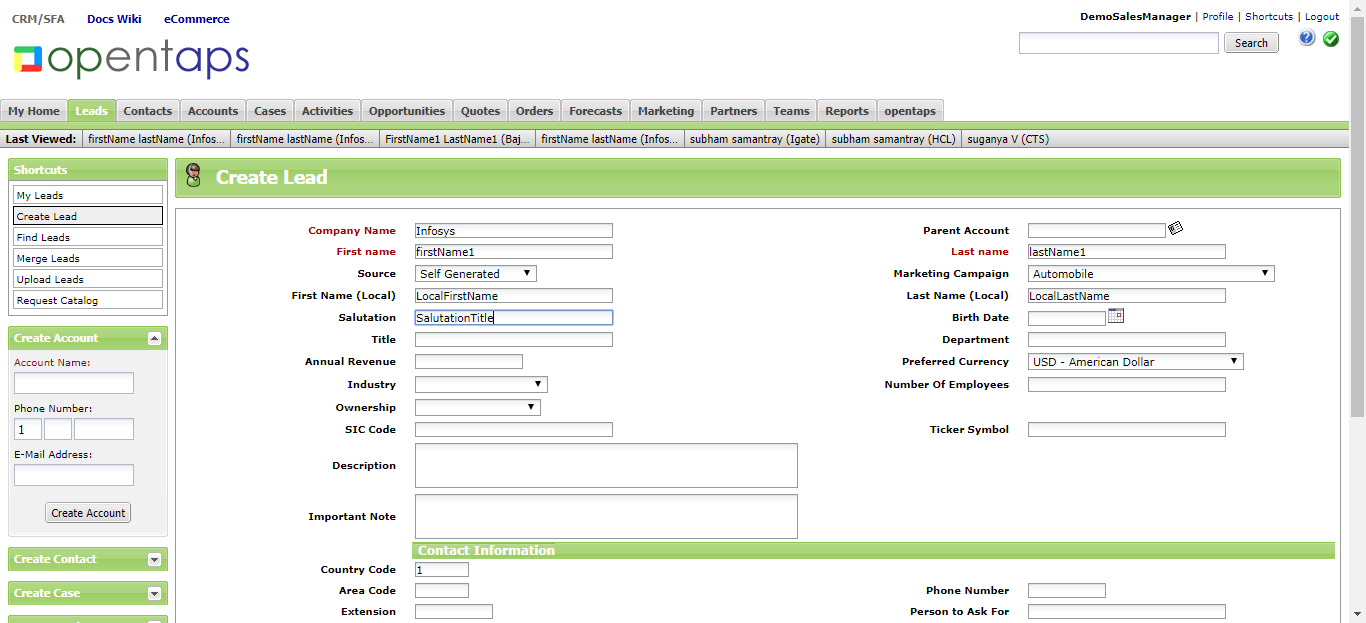 CRM/SFA Docs Wiki eCommerce
DemoSalesManager | Profile | Shortcuts | Logout
opentaps
Search
My Home Leads Contacts Accounts Cases Activities Opportunities Quotes Orders Forecasts Marketing Partners Teams Reports opentaps
Last Viewed: firstName lastName (Infos... firstName lastName (Infos... FirstName1 LastName1 (Baj... firstName lastName (Infos... subham samantray (Igate) subham samantray (HCL) suganya V (CTS)
Shortcuts
My Leads
Create Lead
Find Leads
Merge Leads
Upload Leads
Request Catalog
Create Account
Account Name:
Phone Number:
1
E-Mail Address:
Create Account
Create Contact
Create Case
Create Lead
Company Name Infosys Parent Account
First name firstName1 Last name lastName1
Source Self Generated Marketing Campaign Automobile
First Name (Local) LocalFirstName Last Name (Local) LocalLastName
Salutation SalutationTitle Birth Date
Title Department
Annual Revenue Preferred Currency USD - American Dollar
Industry Number Of Employees
Ownership
SIC Code Ticker Symbol
Description
Important Note
Contact Information
Country Code 1
Area Code Phone Number
Extension Person to Ask For